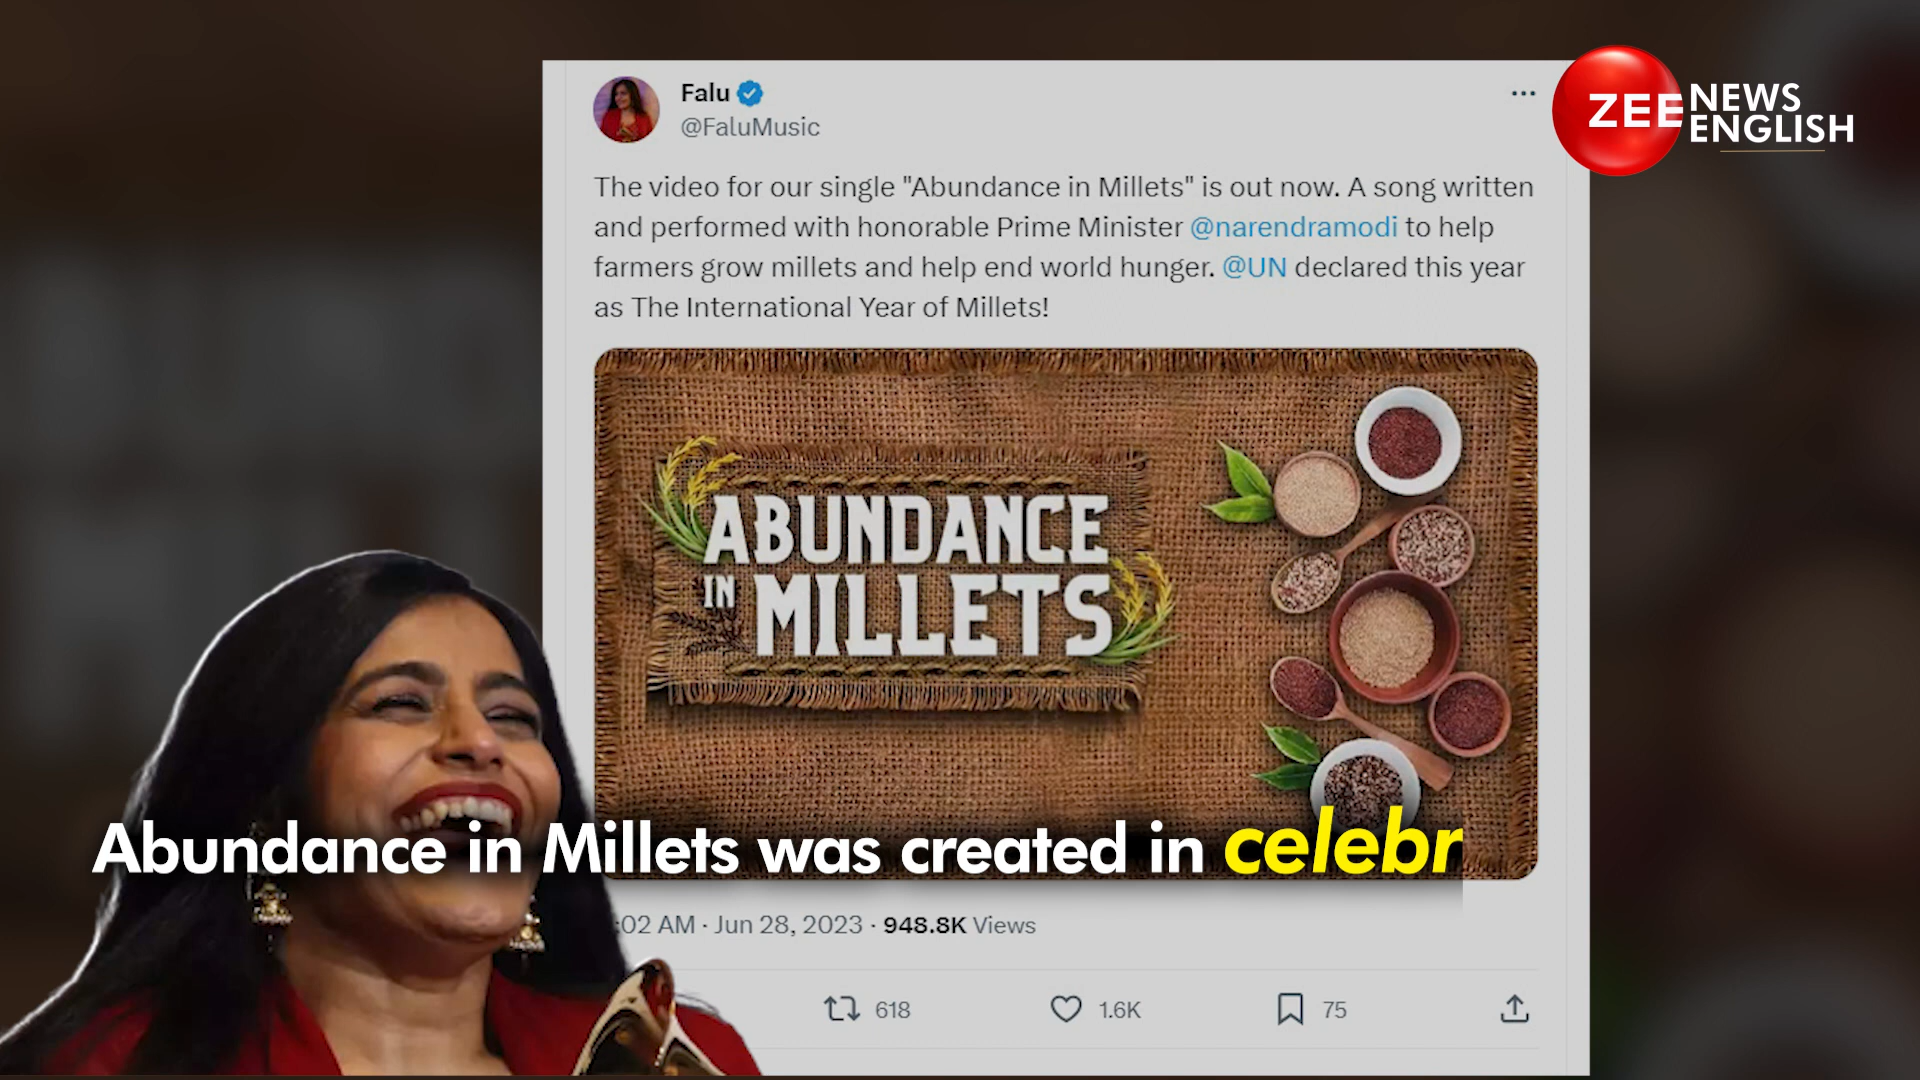 Falu
@FaluMusic
ZEE NEWS
ENGLISH
The video for our single "Abundance in Millets" is out now. A song written
and performed with honorable Prime Minister @narendramodi to help
farmers grow millets and help end world hunger. @UN declared this year
as The International Year of Millets!
ABUNDANCE
IN MILLETS
Abundance in Millets was created in celebr
:02 AM · Jun 28, 2023 · 948.8K Views
618 1.6K 75